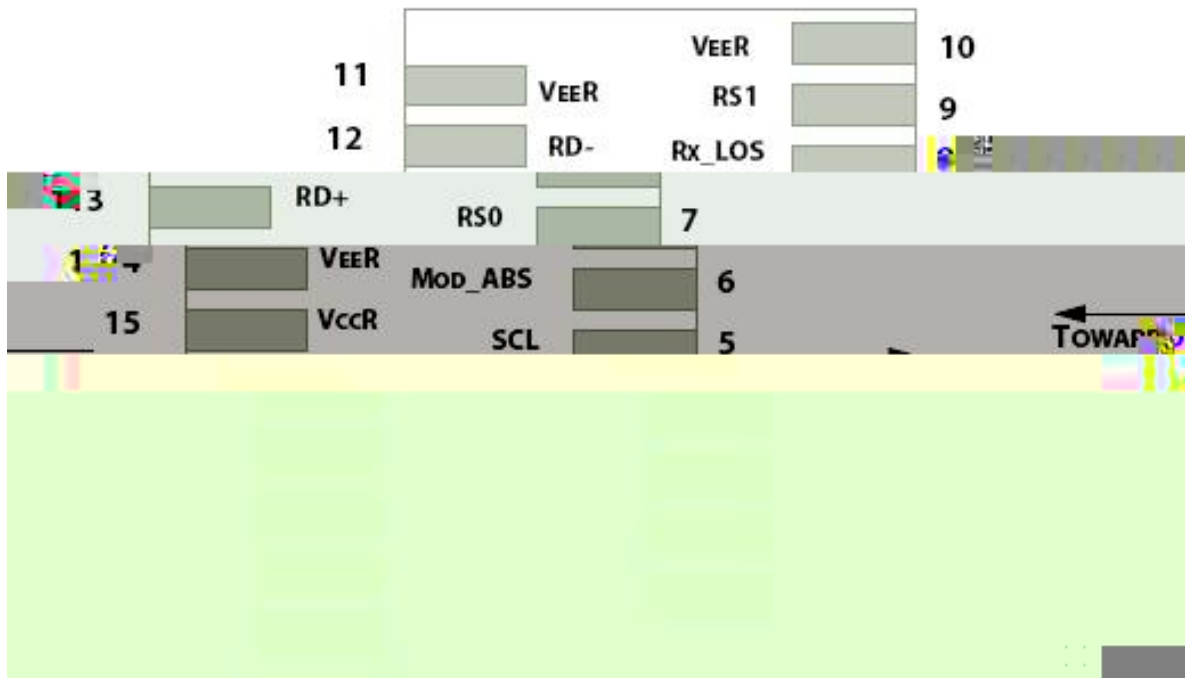 VEER 10
11 VEER RS1 9
12 RD- Rx_LOS
RD+ RS0 7
VEER MOD_ABS 6
15 VCCR SCL 5